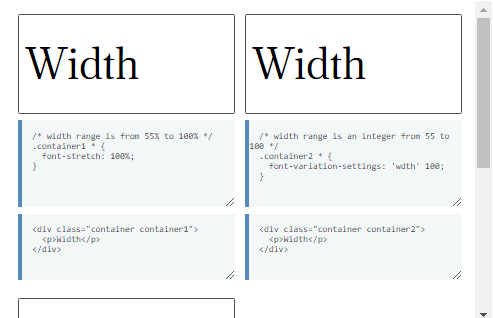 Width
/* width range is from 55% to 100% */
.container1 * {
  font-stretch: 100%;
}
<div class="container container1">
  <p>Width</p>
</div>
Width
/* width range is an integer from 55 to
100 */
.container2 * {
  font-variation-settings: 'wdth' 100;
}
<div class="container container2">
  <p>Width</p>
</div>